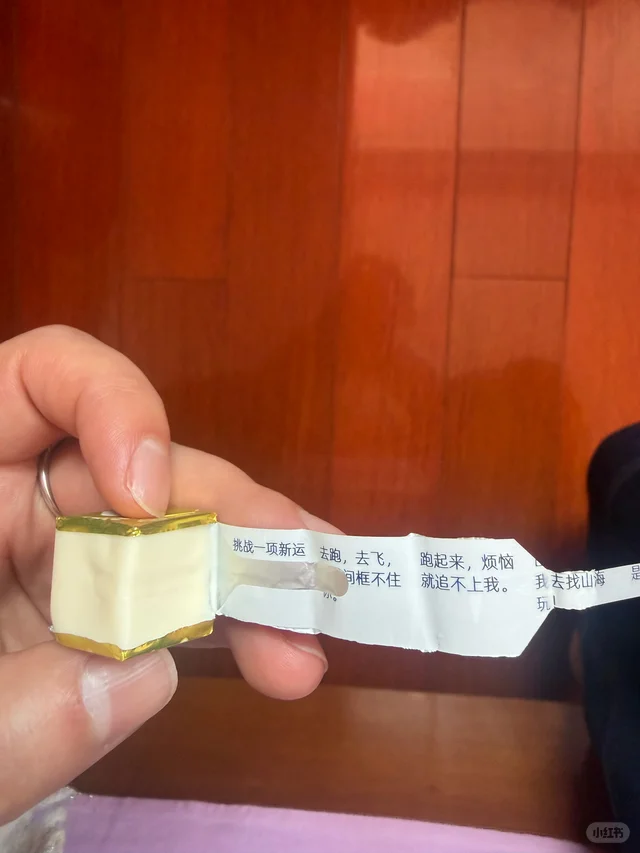 挑战一项新运
去跑，去飞，
间框不住
跑起来，烦恼
就追不上我。
我去找山海
玩！
是
小红书